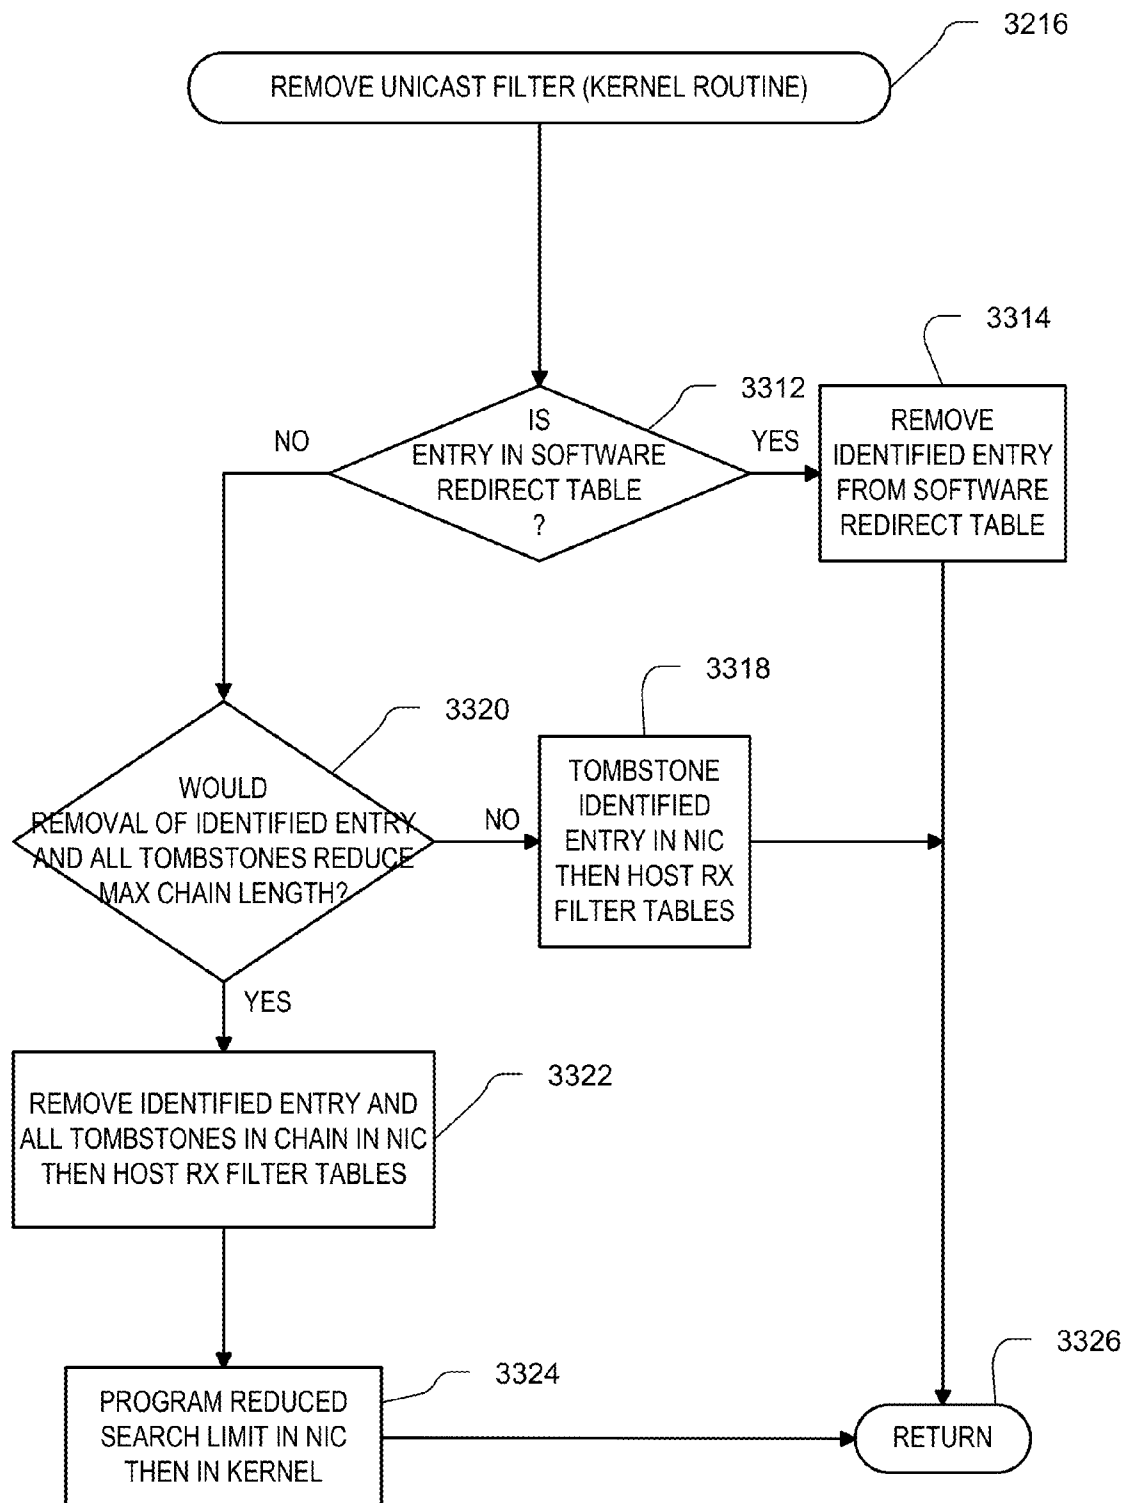 3216
REMOVE UNICAST FILTER (KERNEL ROUTINE)
3314
3312
IS
ENTRY IN SOFTWARE
REDIRECT TABLE
?
NO
YES
REMOVE
IDENTIFIED ENTRY
FROM SOFTWARE
REDIRECT TABLE
3318
3320
WOULD
REMOVAL OF IDENTIFIED ENTRY
AND ALL TOMBSTONES REDUCE
MAX CHAIN LENGTH?
NO
TOMBSTONE
IDENTIFIED
ENTRY IN NIC
THEN HOST RX
FILTER TABLES
YES
3322
REMOVE IDENTIFIED ENTRY AND
ALL TOMBSTONES IN CHAIN IN NIC
THEN HOST RX FILTER TABLES
3326
3324
PROGRAM REDUCED
SEARCH LIMIT IN NIC
THEN IN KERNEL
RETURN